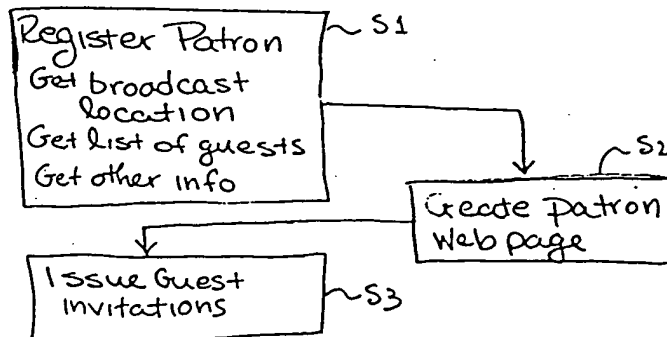 Register Patron
Get broadcast
location
Get list of guests
Get other info
S1
S2
Create patron
Web page
Issue Guest
invitations
S3